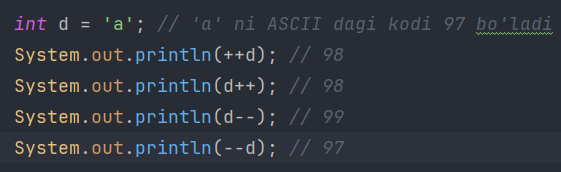 int d = 'a'; // 'a' ni ASCII dagi kodi 97 bo'ladi
System.out.println(++d); // 98
System.out.println(d++); // 98
System.out.println(d--); // 99
System.out.println(--d); // 97